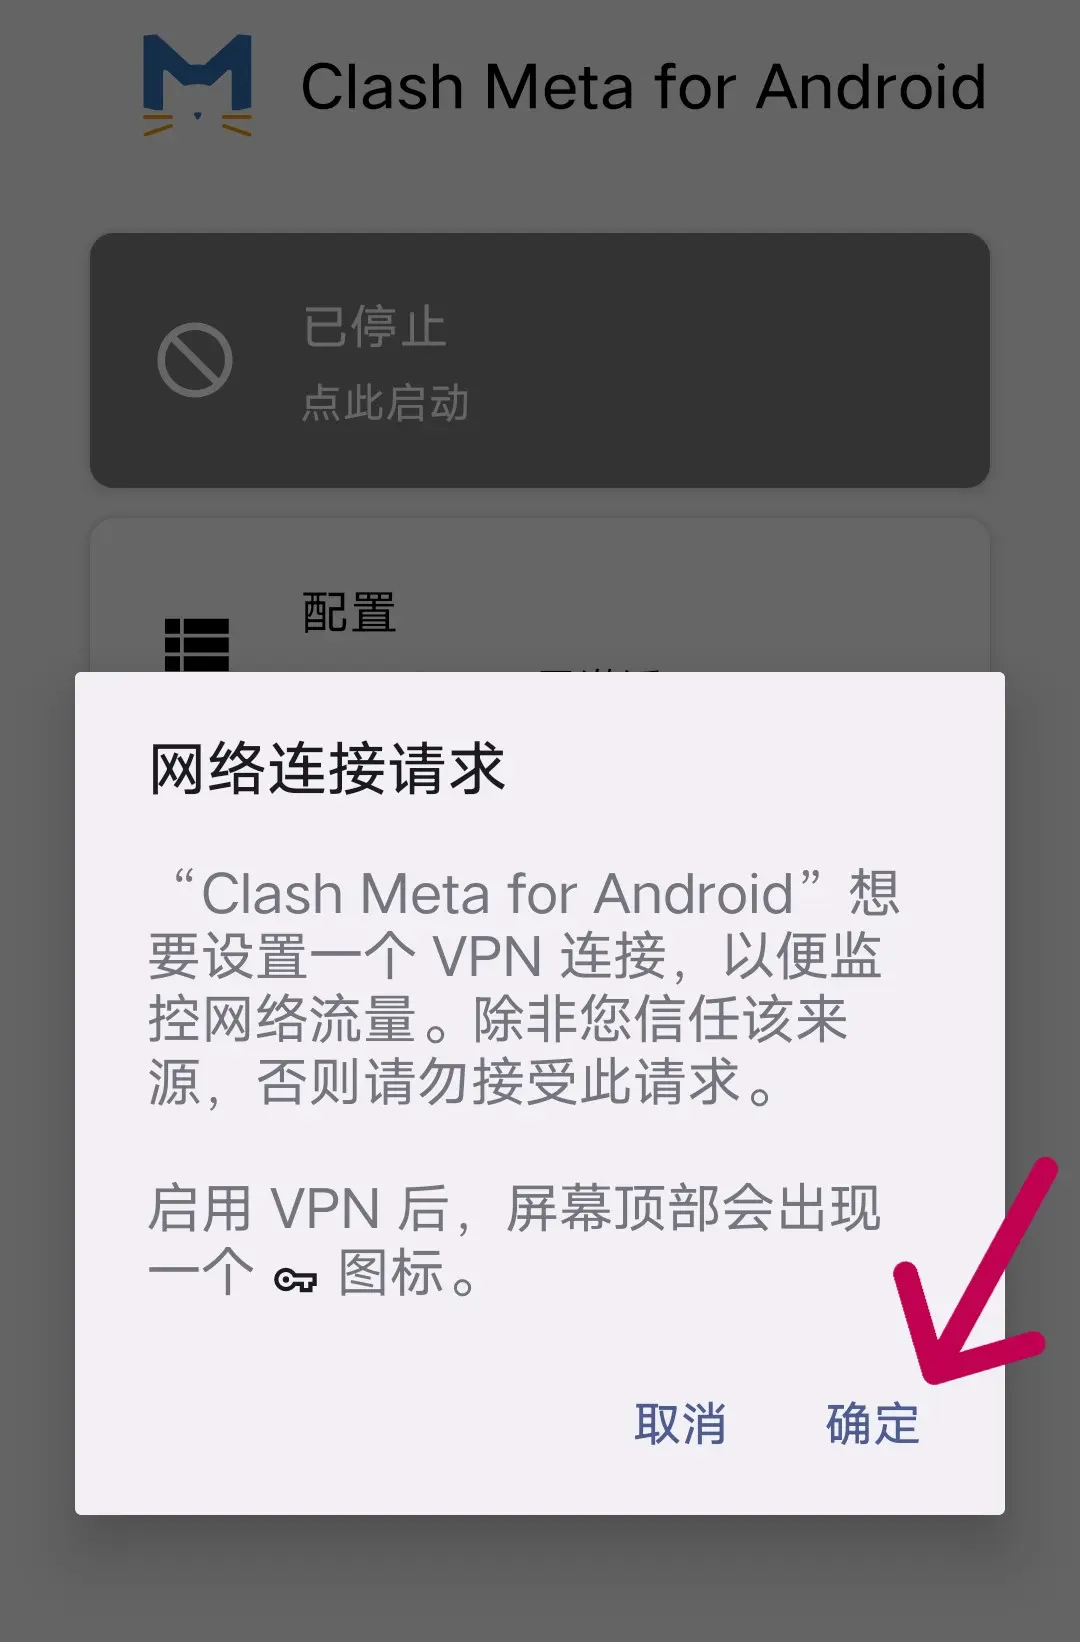 Clash Meta for Android
已停止
点此启动
配置
网络连接请求
“Clash Meta for Android”想
要设置一个 VPN 连接，以便监
控网络流量。除非您信任该来
源，否则请勿接受此请求。
启用 VPN 后，屏幕顶部会出现
一个 图标。
取消 确定